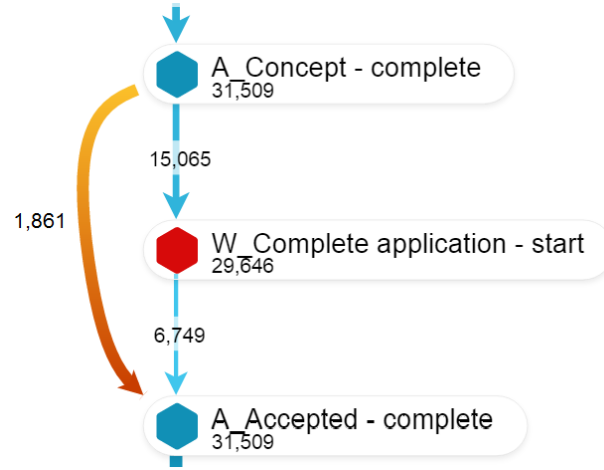 A_Concept - complete
31,509
15,065
1,861
W_Complete application - start
29,646
6,749
A_Accepted - complete
31,509